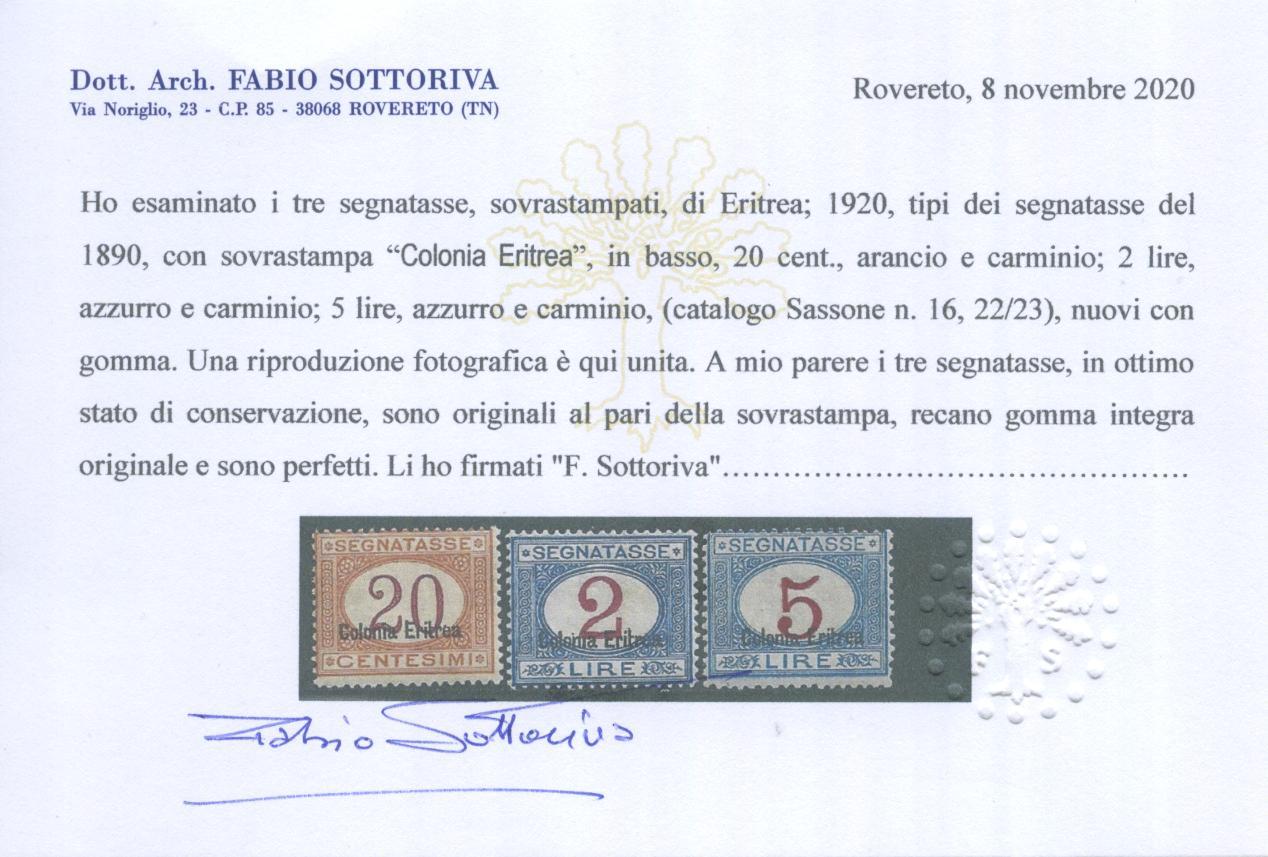 Dott. Arch. FABIO SOTTORIVA
Via Noriglio, 23 - C.P. 85 - 38068 ROVERETO (TN)
Rovereto, 8 novembre 2020
Ho esaminato i tre segnatasse, sovrastampati, di Eritrea; 1920, tipi dei segnatasse del
1890, con sovrastampa “Colonia Eritrea”, in basso, 20 cent., arancio e carminio; 2 lire,
azzurro e carminio; 5 lire, azzurro e carminio, (catalogo Sassone n. 16, 22/23), nuovi con
gomma. Una riproduzione fotografica è qui unita. A mio parere i tre segnatasse, in ottimo
stato di conservazione, sono originali al pari della sovrastampa, recano gomma integra
originale e sono perfetti. Li ho firmati "F. Sottoriva"................................................
SEGNATASSE
20
Colonia Eritrea
CENTESIMI
SEGNATASSE
2
Colonia Eritrea
LIRE
SEGNATASSE
5
Colonia Eritrea
LIRE
F S
Fabio Sottoriva